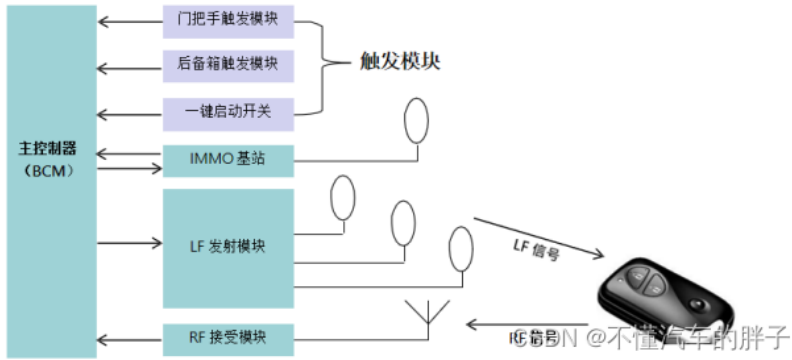 门把手触发模块
后备箱触发模块
触发模块
一键启动开关
主控制器
（BCM）
IMMO 基站
LF 发射模块
LF 信号
RF 接受模块
RF 信号
CSDN @不懂汽车的胖子